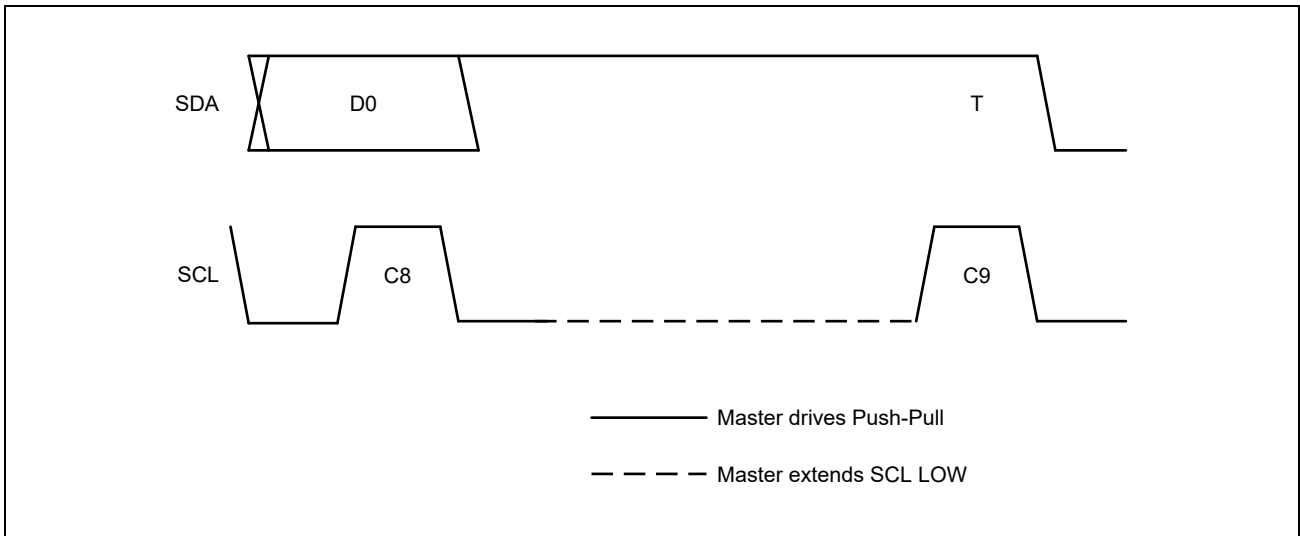 SDA
D0
T
SCL
C8
C9
Master drives Push-Pull
Master extends SCL LOW